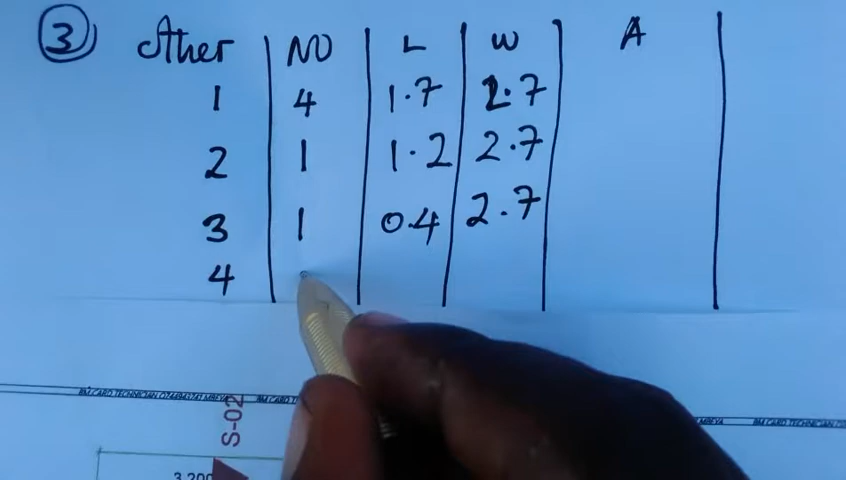 3 Other NO L W A
1 4 1.7 2.7
2 1 1.2 2.7
3 1 0.4 2.7
4
S-02
3.200